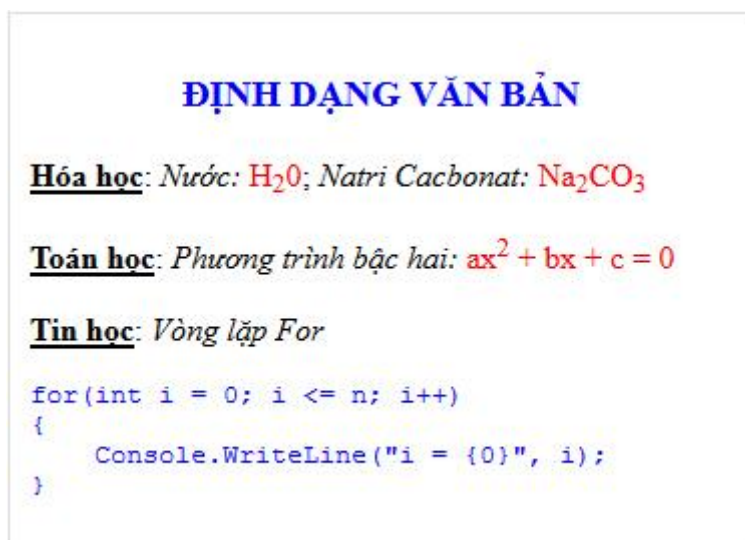 ĐỊNH DẠNG VĂN BẢN
Hóa học: Nước: H₂0; Natri Cacbonat: Na₂CO₃
Toán học: Phương trình bậc hai: ax² + bx + c = 0
Tin học: Vòng lặp For
for(int i = 0; i <= n; i++)
{
    Console.WriteLine("i = {0}", i);
}